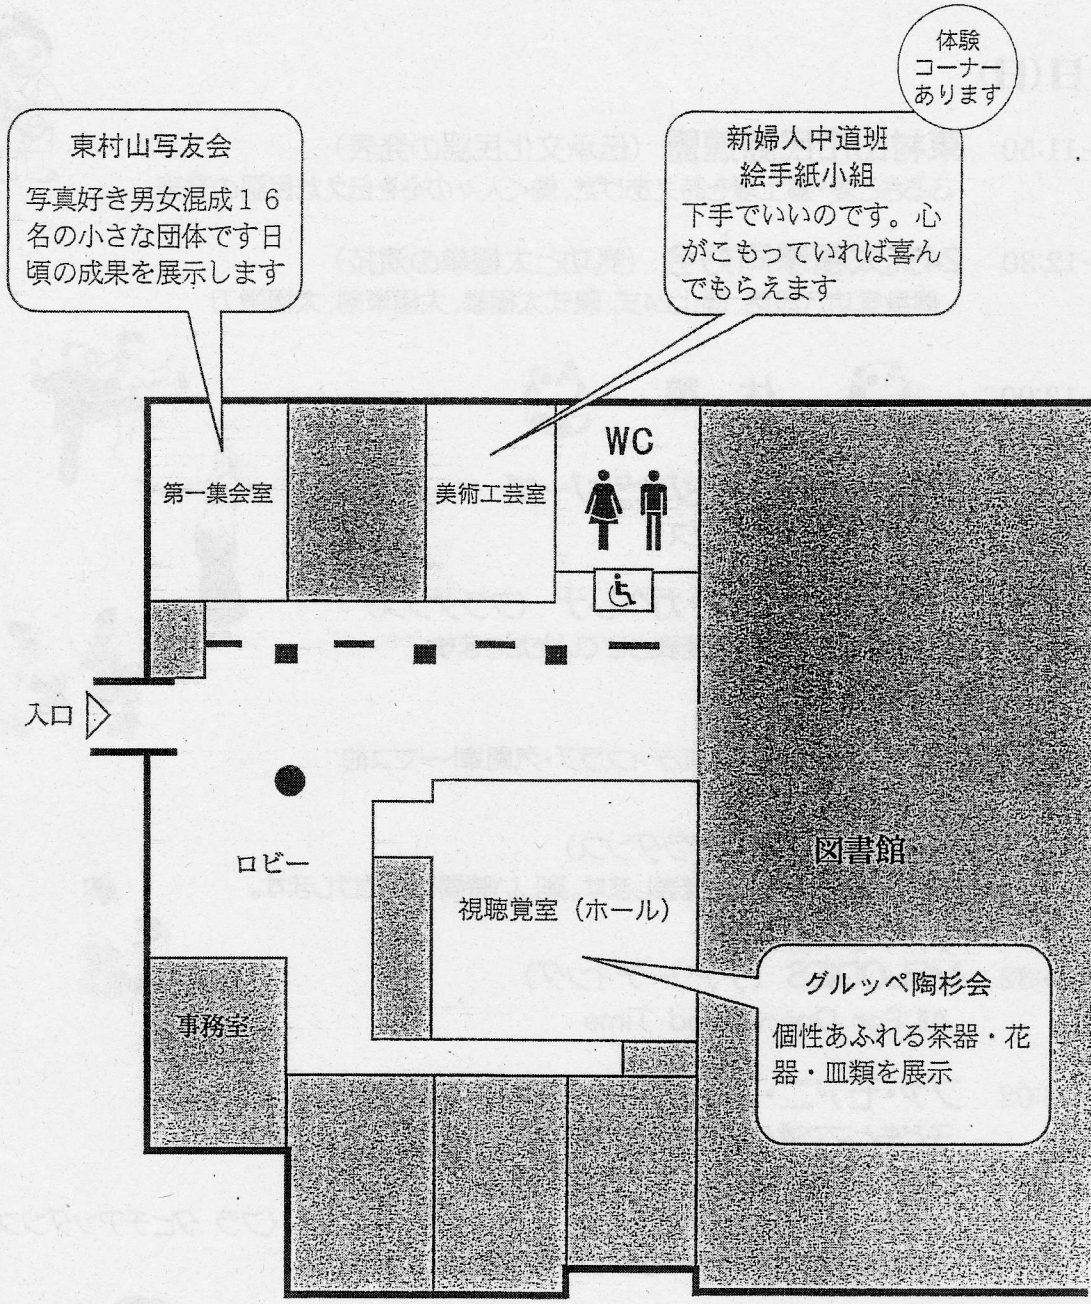 体験
コーナー
あります
東村山写友会
写真好き男女混成１６
名の小さな団体です日
頃の成果を展示します
新婦人中道班
絵手紙小組
下手でいいのです。心
がこもっていれば喜ん
でもらえます
WC
第一集会室
美術工芸室
入口
ロビー
図書館
視聴覚室（ホール）
事務室
グルッペ陶杉会
個性あふれる茶器・花
器・皿類を展示